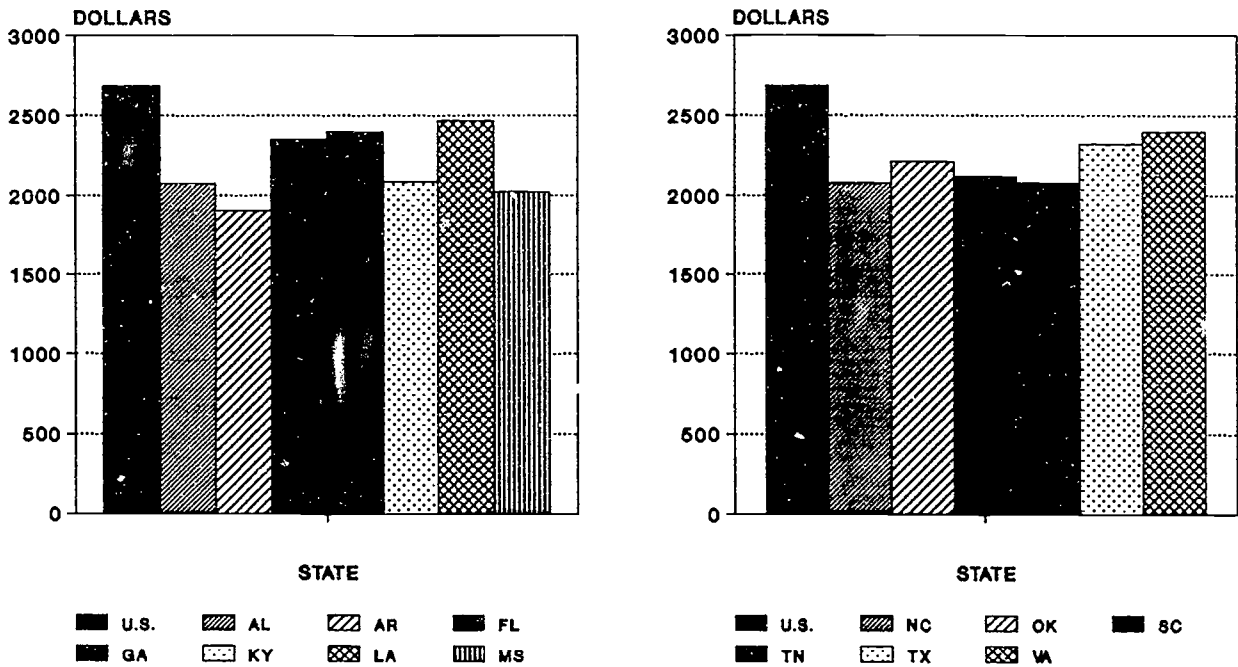 DOLLARS
3000
2500
2000
1500
1000
500
0
STATE
U.S. AL AR FL
GA KY LA MS
DOLLARS
3000
2500
2000
1500
1000
500
0
STATE
U.S. NC OK SC
TN TX VA